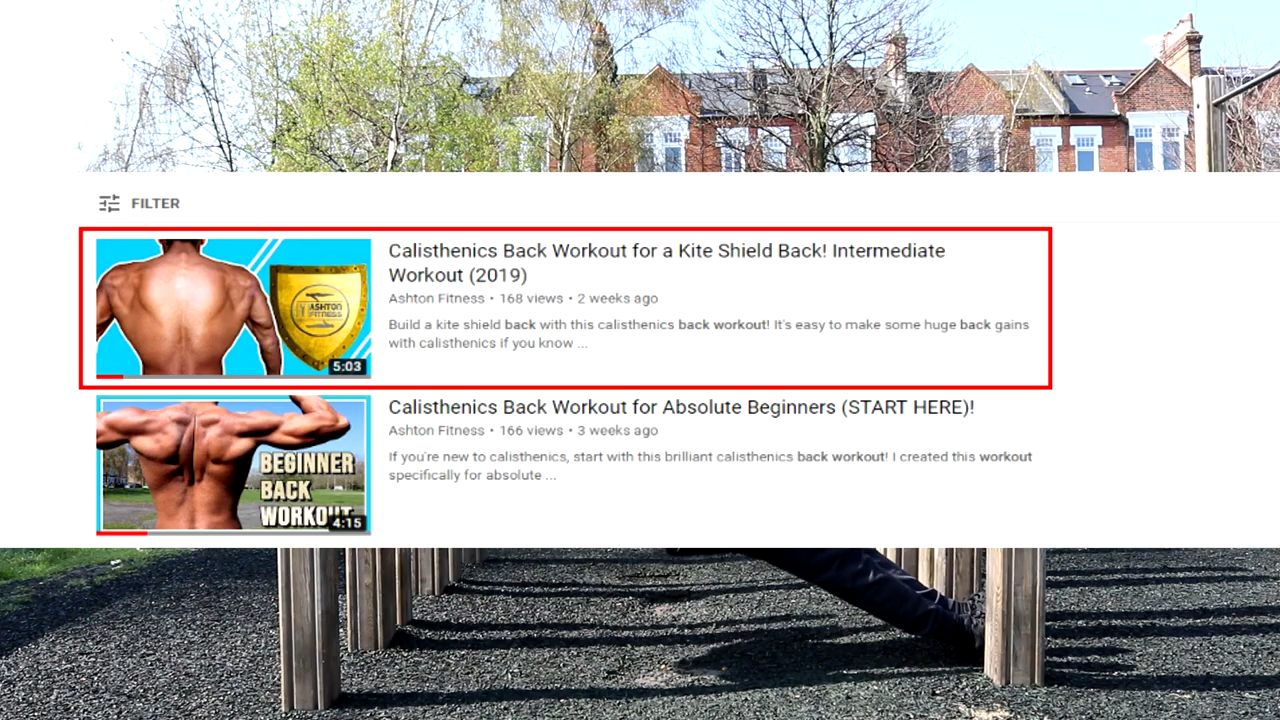 FILTER
ASHTON
FITNESS
5:03
Calisthenics Back Workout for a Kite Shield Back! Intermediate
Workout (2019)
Ashton Fitness • 168 views • 2 weeks ago
Build a kite shield back with this calisthenics back workout! It's easy to make some huge back gains
with calisthenics if you know ...
BEGINNER
BACK
WORKOUT
4:15
Calisthenics Back Workout for Absolute Beginners (START HERE)!
Ashton Fitness • 166 views • 3 weeks ago
If you're new to calisthenics, start with this brilliant calisthenics back workout! I created this workout
specifically for absolute ...